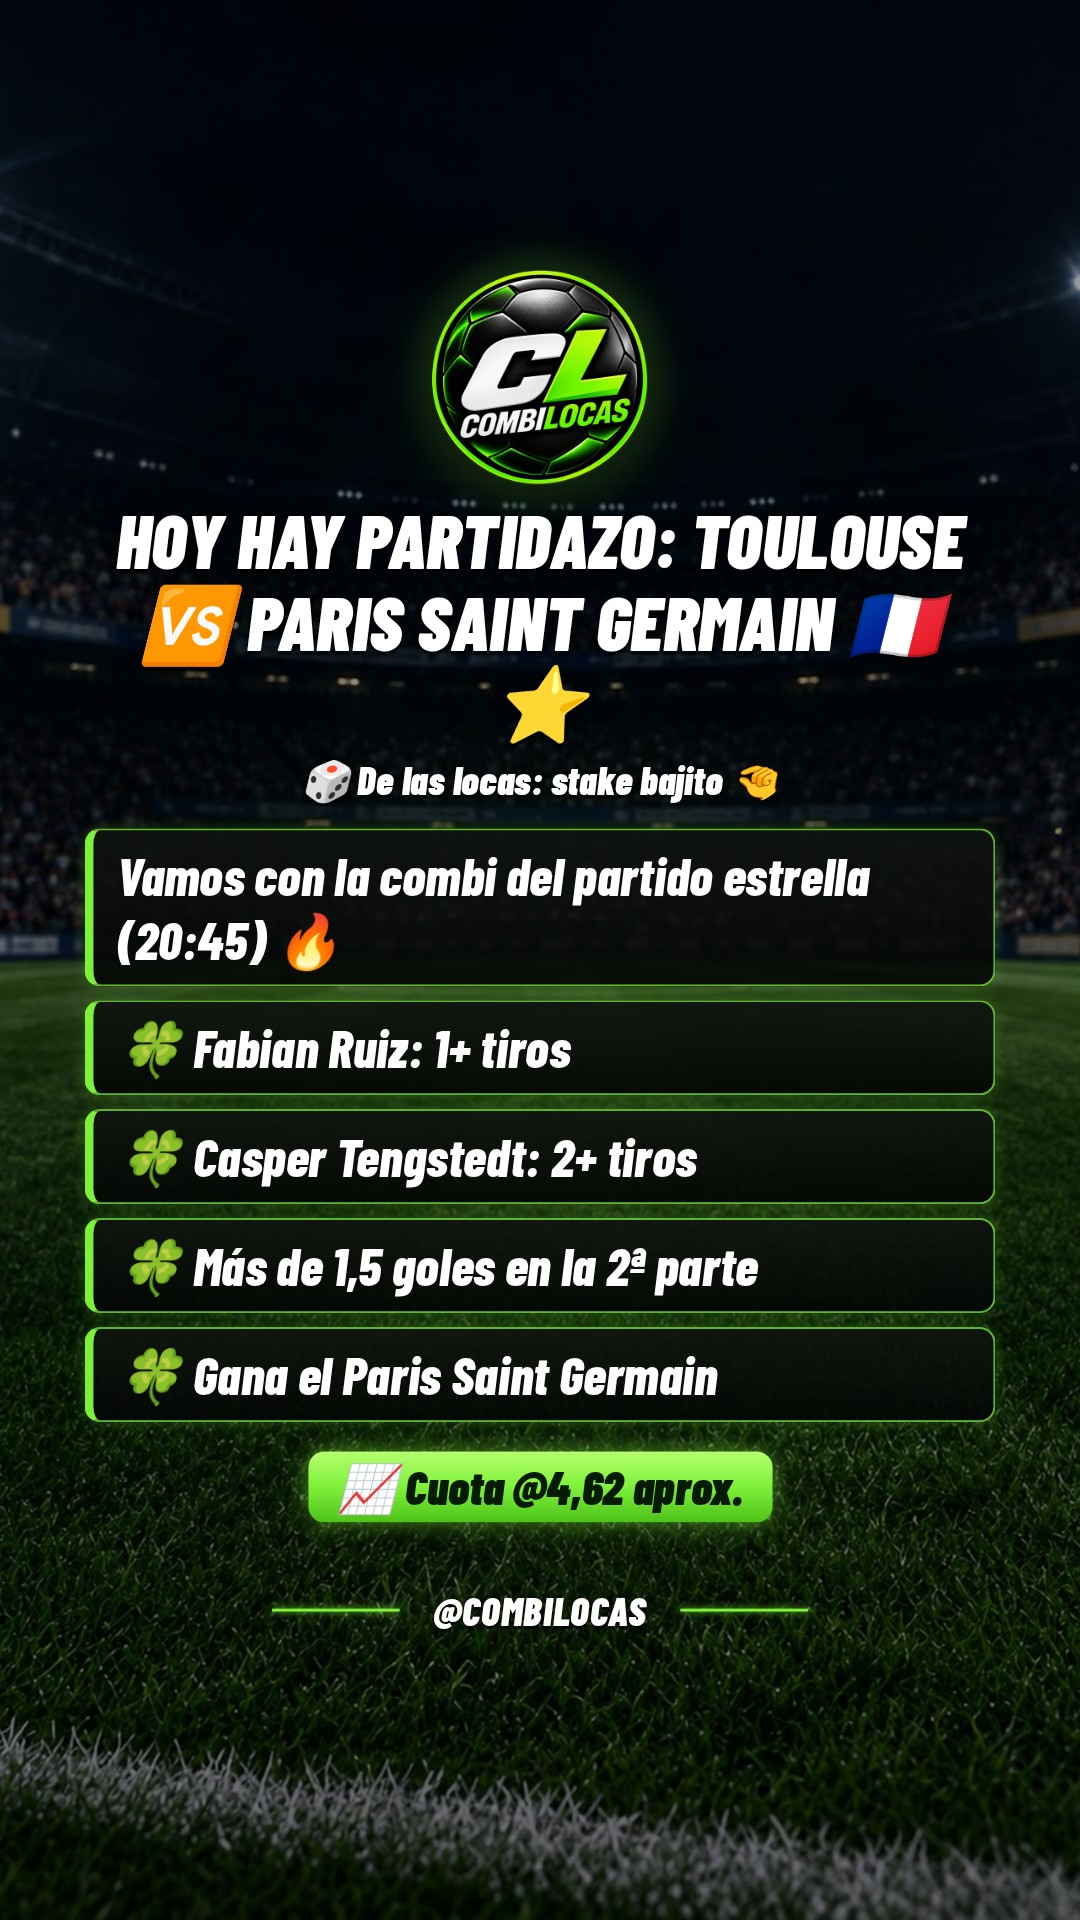 CL
COMBILOCAS
HOY HAY PARTIDAZO: TOULOUSE
🆚 PARIS SAINT GERMAIN 🇫🇷
⭐
🎲 De las locas: stake bajito 🤏
Vamos con la combi del partido estrella
(20:45) 🔥
🍀 Fabian Ruiz: 1+ tiros
🍀 Casper Tengstedt: 2+ tiros
🍀 Más de 1,5 goles en la 2ª parte
🍀 Gana el Paris Saint Germain
📈 Cuota @4,62 aprox.
@COMBILOCAS